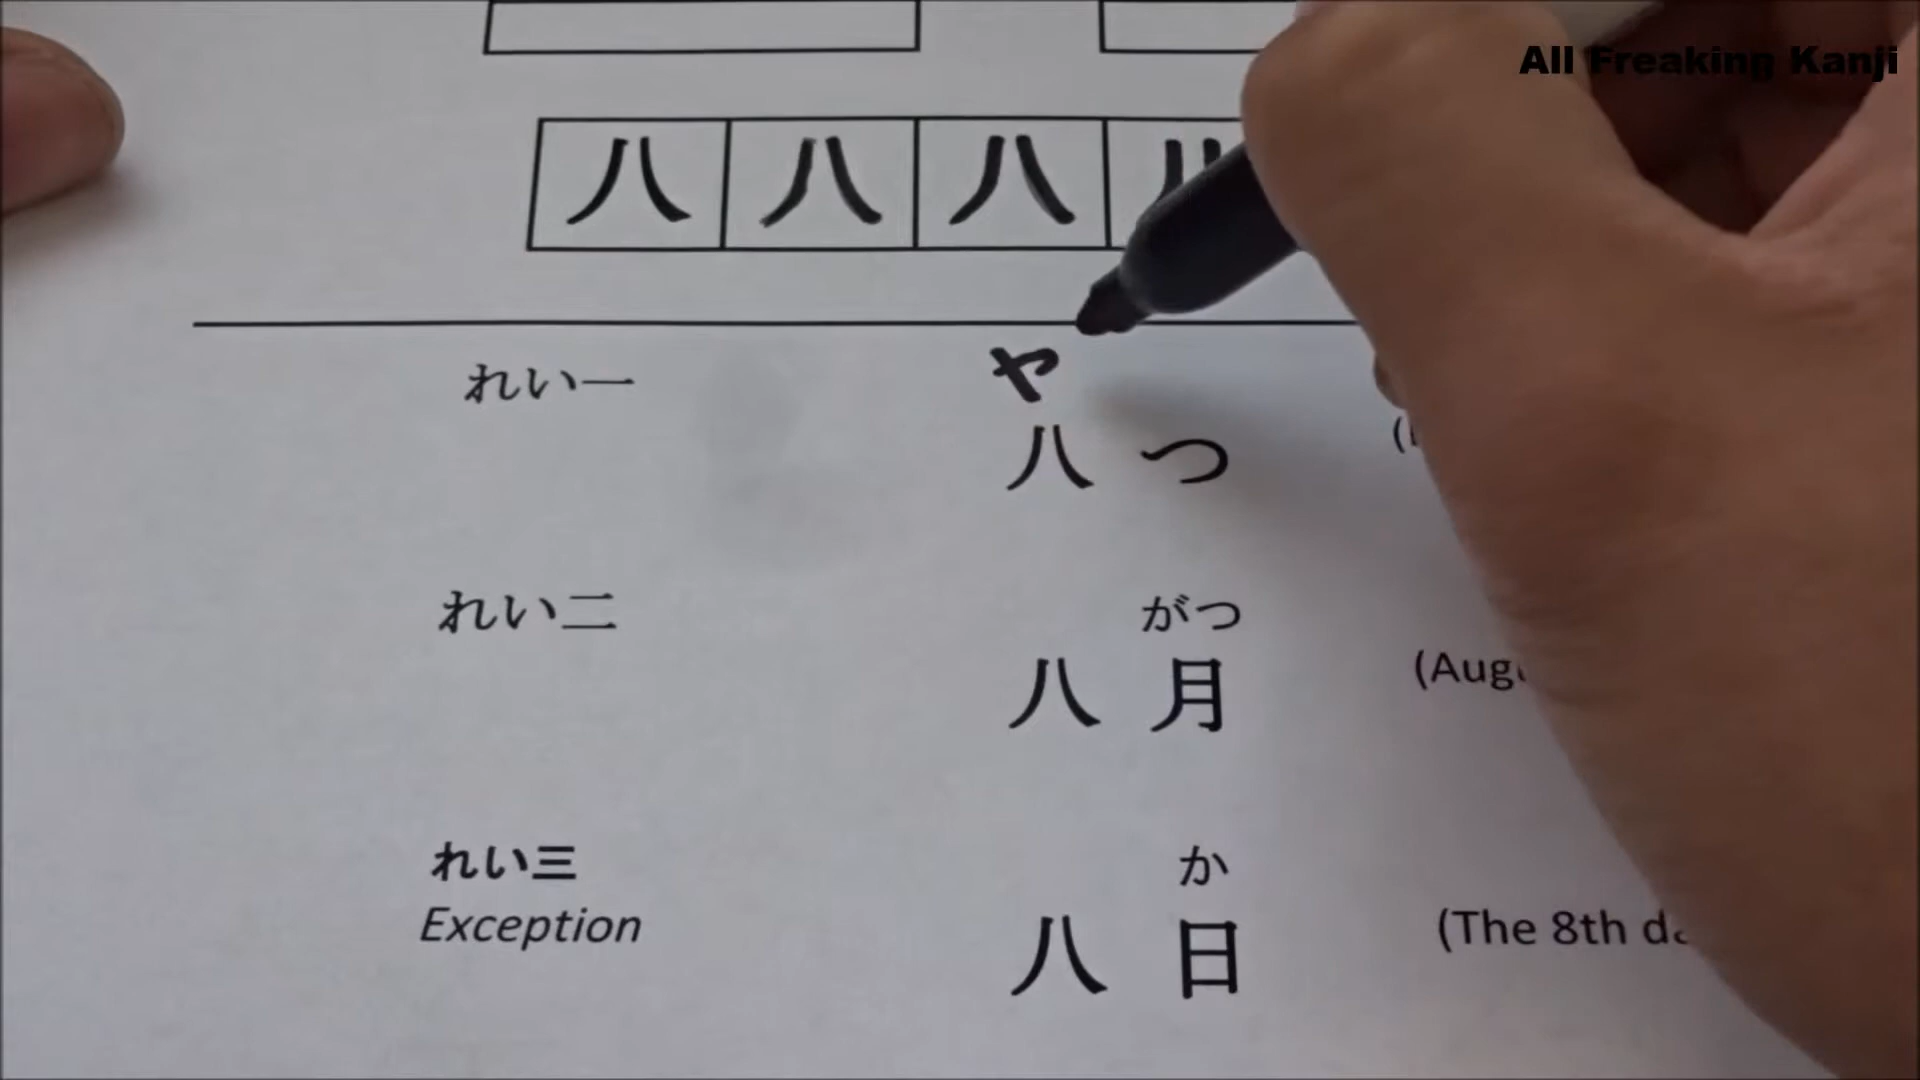 All Freaking Kanji
八 八 八 八
れい一
ヤ
八つ
れい二
がつ
八月
(Aug
れい三
Exception
か
八日
(The 8th